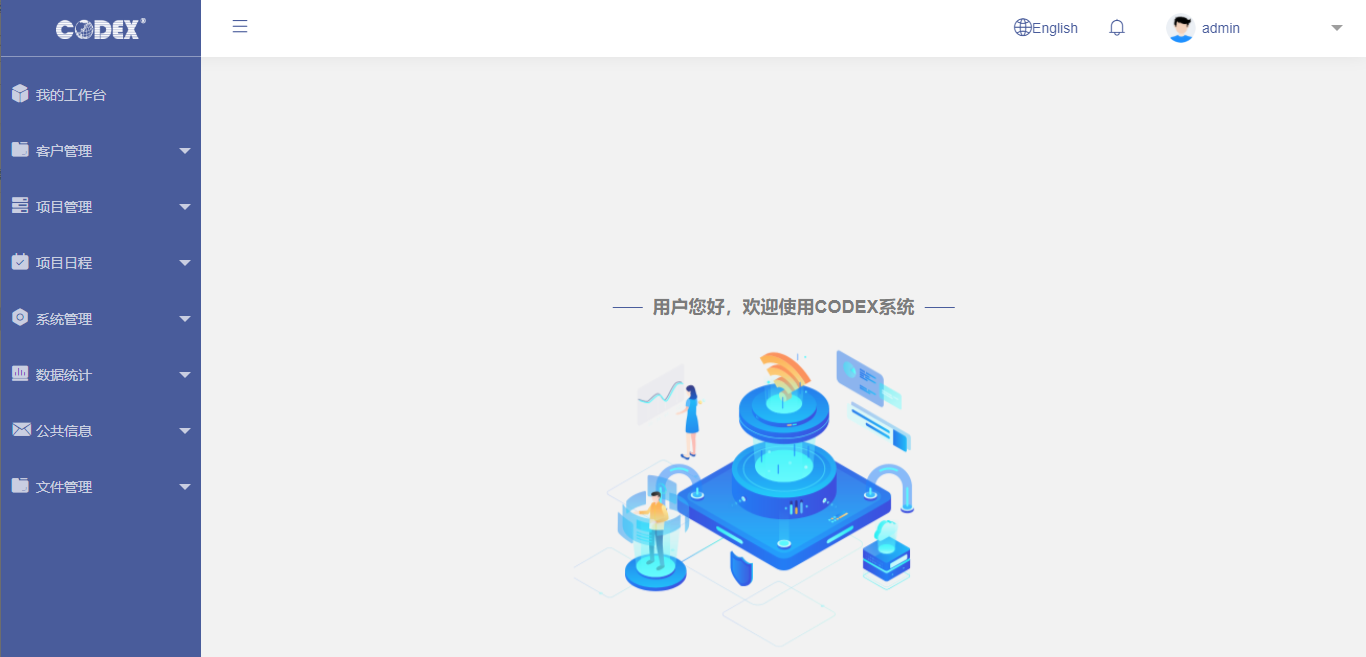 CODEX®
English
admin
我的工作台
客户管理
项目管理
项目日程
系统管理
数据统计
公共信息
文件管理
用户您好，欢迎使用CODEX系统